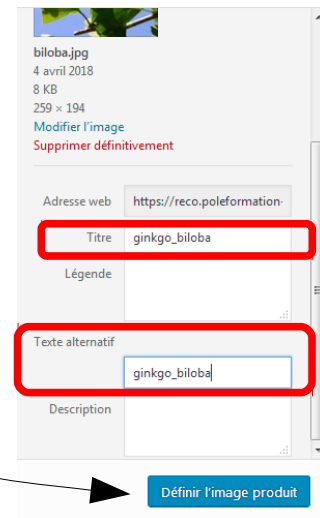 biloba.jpg
4 avril 2018
8 KB
259 × 194
Modifier l'image
Supprimer définitivement
Adresse web https://reco.poleformation-
Titre ginkgo_biloba
Légende
Texte alternatif
ginkgo_biloba
Description
Définir l'image produit